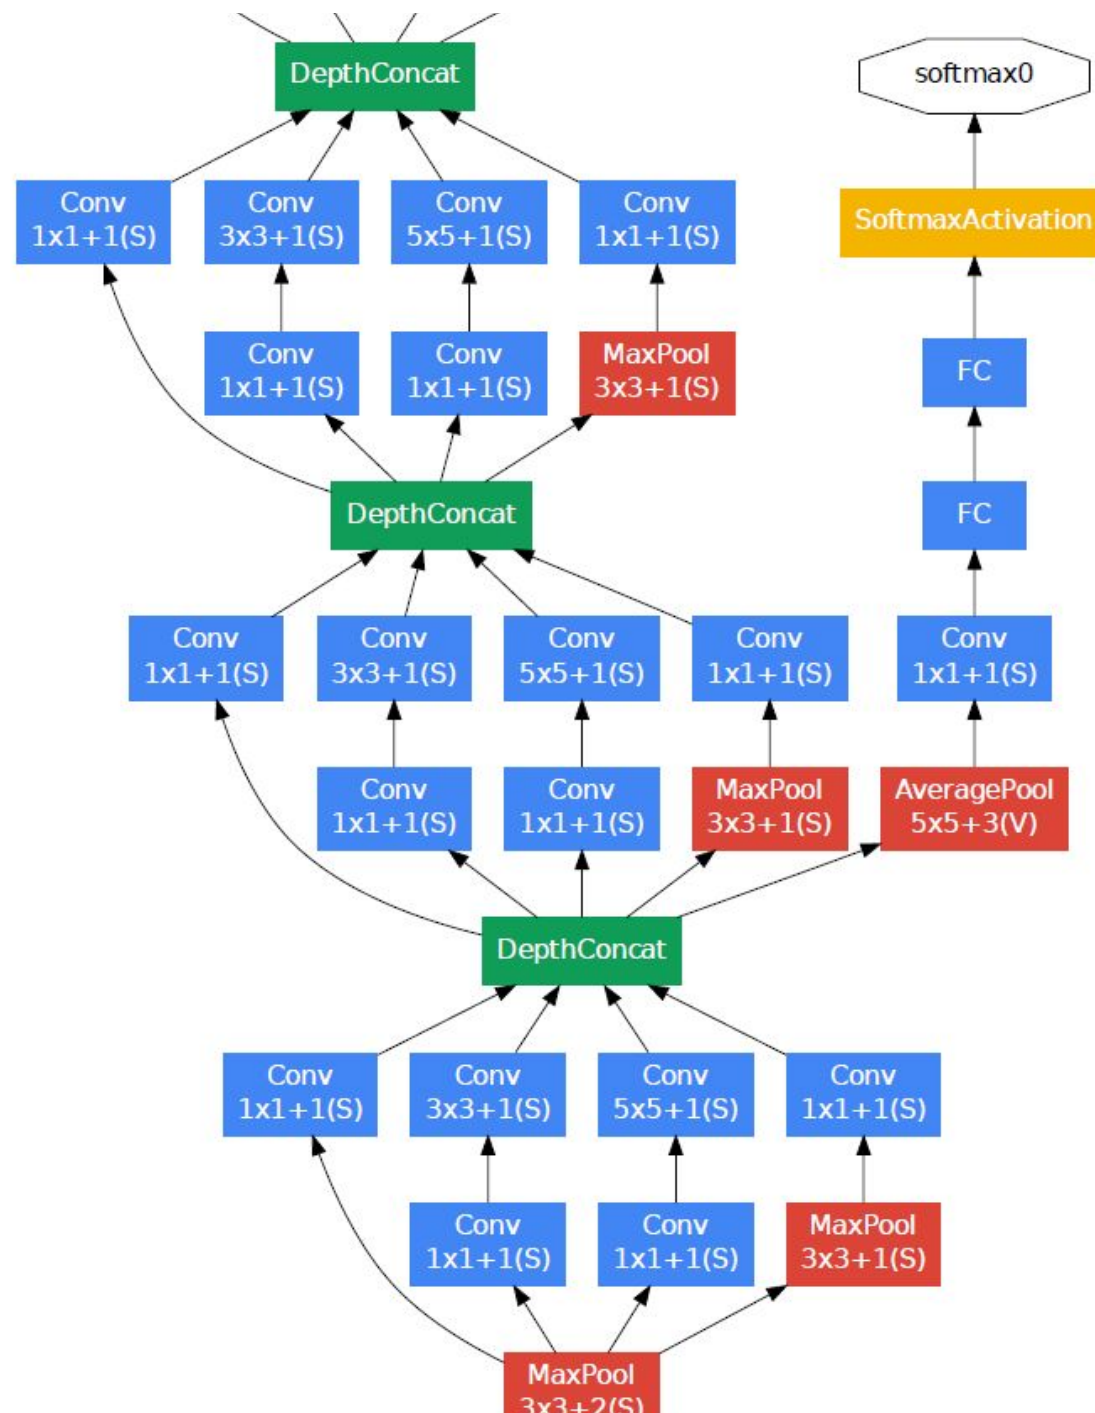 DepthConcat
softmax0
Conv
1x1+1(S)
Conv
3x3+1(S)
Conv
5x5+1(S)
Conv
1x1+1(S)
SoftmaxActivation
Conv
1x1+1(S)
Conv
1x1+1(S)
MaxPool
3x3+1(S)
FC
DepthConcat
FC
Conv
1x1+1(S)
Conv
3x3+1(S)
Conv
5x5+1(S)
Conv
1x1+1(S)
Conv
1x1+1(S)
Conv
1x1+1(S)
Conv
1x1+1(S)
MaxPool
3x3+1(S)
AveragePool
5x5+3(V)
DepthConcat
Conv
1x1+1(S)
Conv
3x3+1(S)
Conv
5x5+1(S)
Conv
1x1+1(S)
Conv
1x1+1(S)
Conv
1x1+1(S)
MaxPool
3x3+1(S)
MaxPool
3x3+2(S)